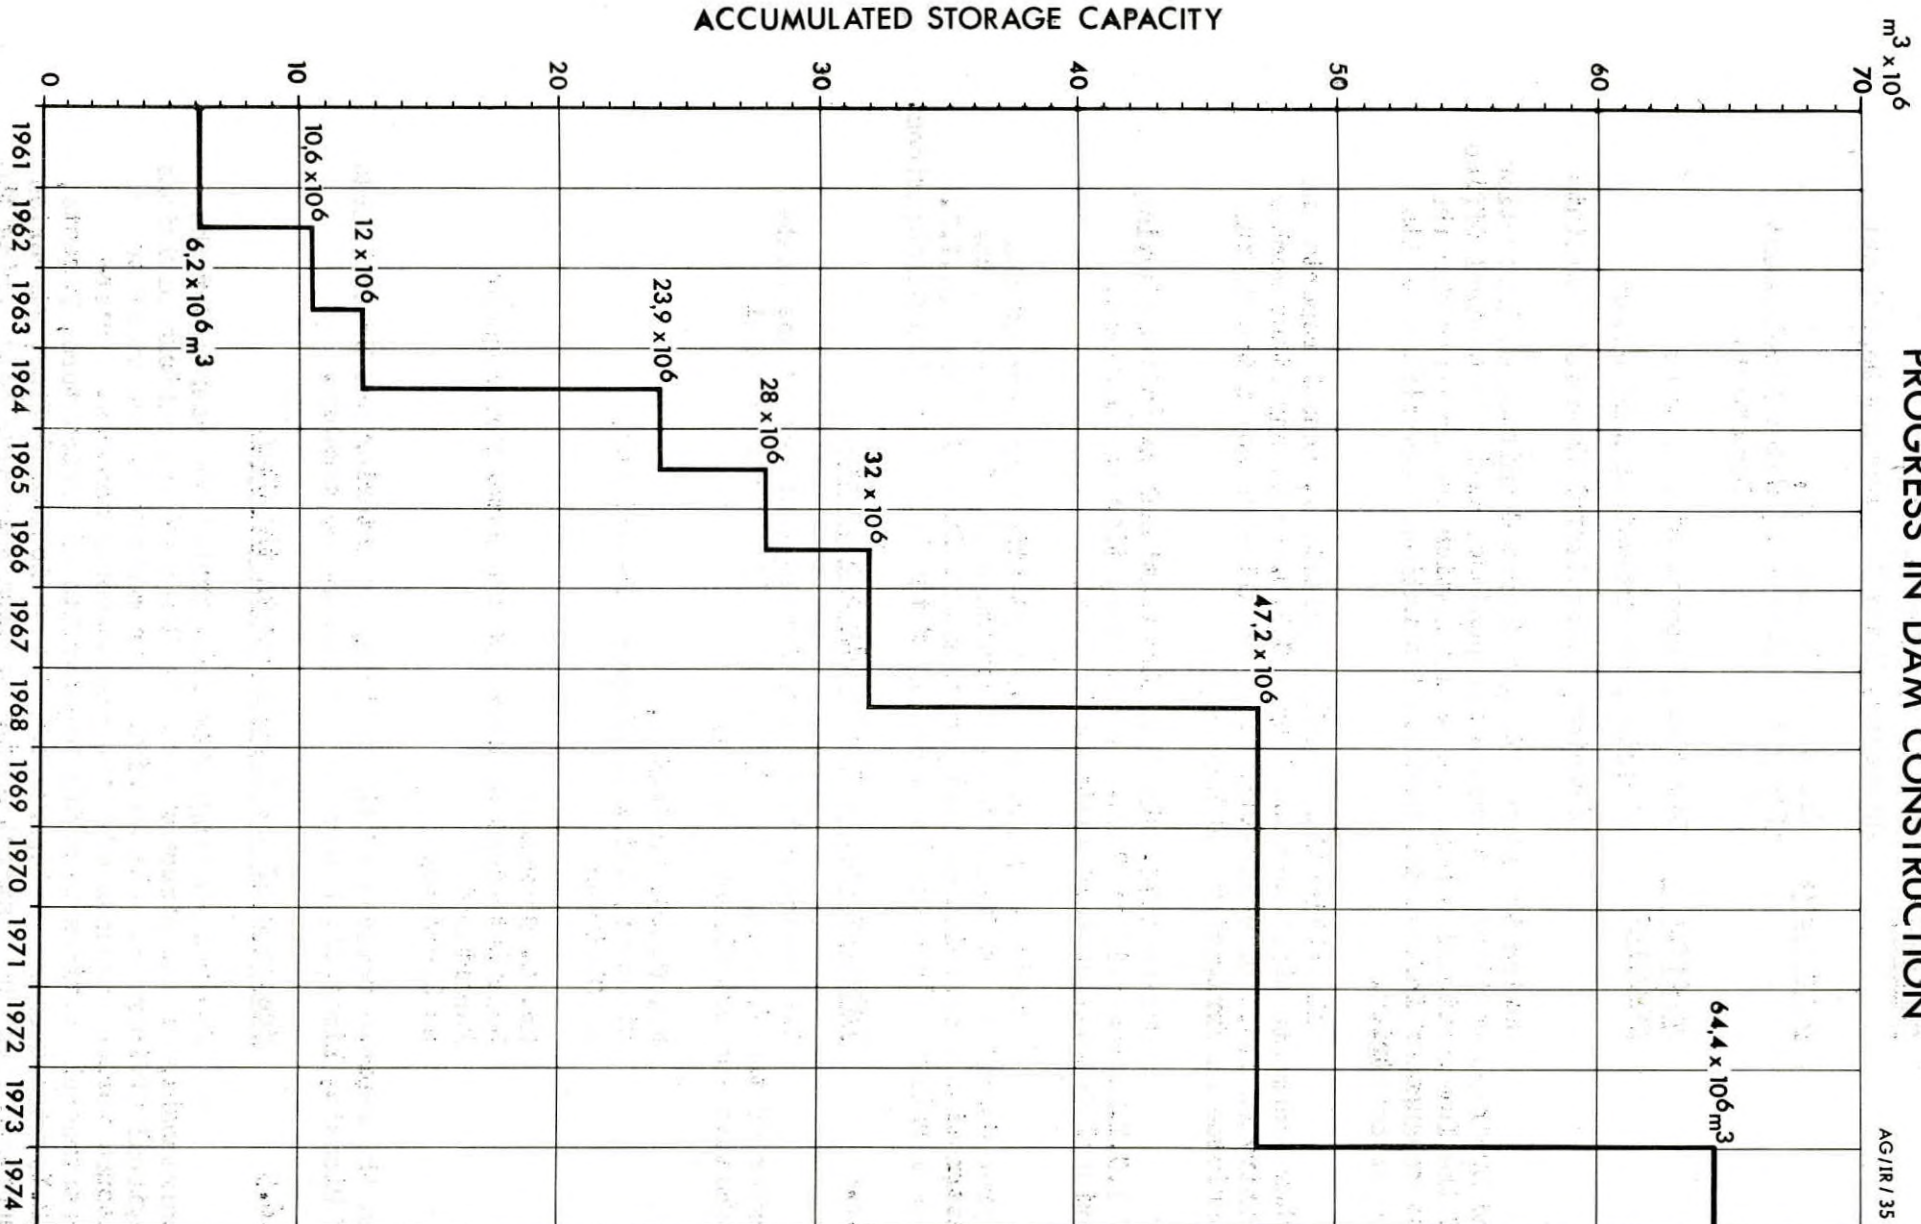 PROGRESS IN DAM CONSTRUCTION
AG/IR/35
m³ x 10⁶
70
60
50
40
30
20
10
0
ACCUMULATED STORAGE CAPACITY
6,2 x 10⁶ m³
10,6 x 10⁶
12 x 10⁶
23,9 x 10⁶
28 x 10⁶
32 x 10⁶
47,2 x 10⁶
64,4 x 10⁶ m³
1961 1962 1963 1964 1965 1966 1967 1968 1969 1970 1971 1972 1973 1974